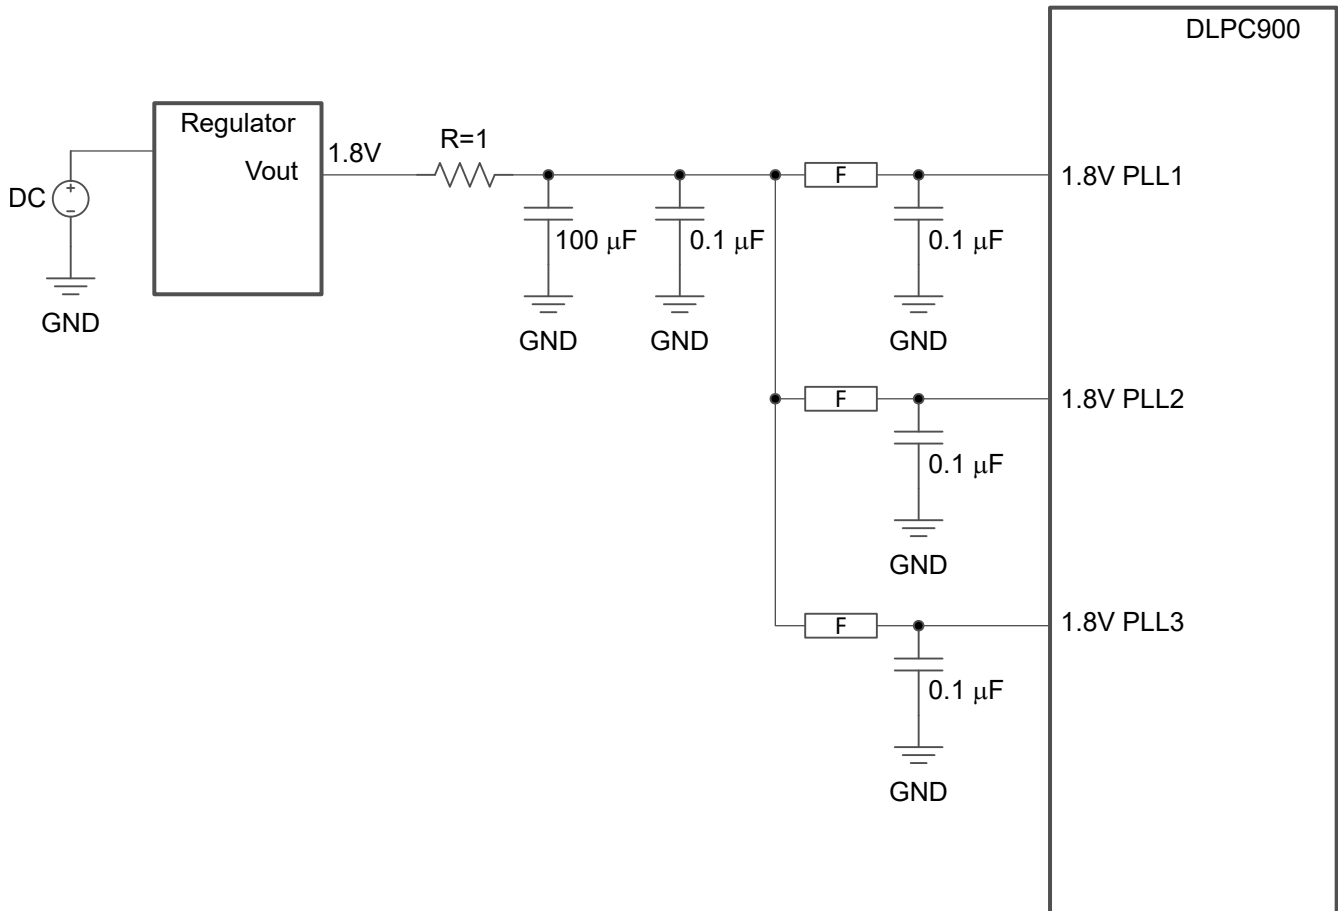 DLPC900
Regulator
R=1
1.8V
Vout
F
1.8V PLL1
+
DC
-
100 μF
0.1 μF
0.1 μF
GND
GND
GND
GND
F
1.8V PLL2
0.1 μF
GND
F
1.8V PLL3
0.1 μF
GND